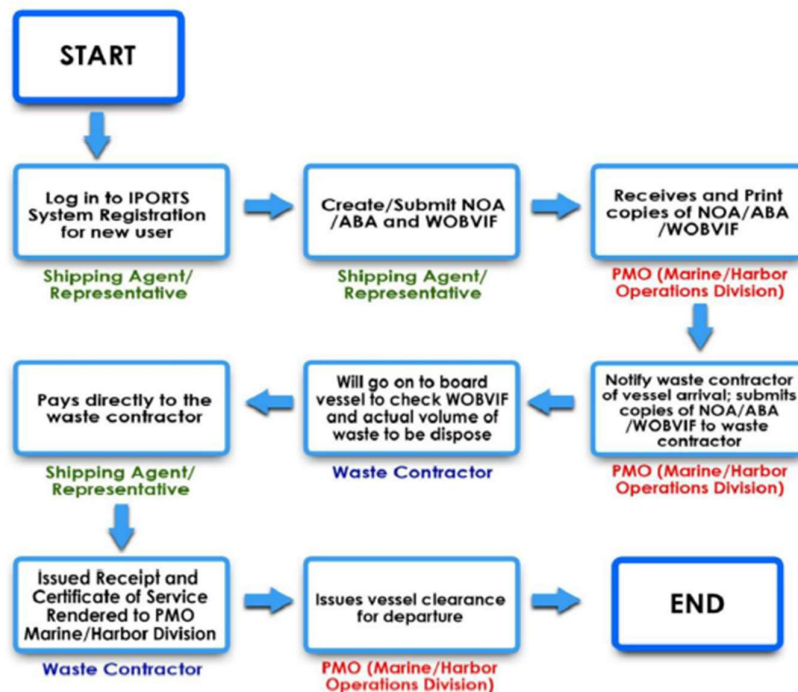 START
Log in to IPORTS
System Registration
for new user
Shipping Agent/
Representative
Create/Submit NOA
/ABA and WOBVIF
Shipping Agent/
Representative
Receives and Print
copies of NOA/ABA
/WOBVIF
PMO (Marine/Harbor
Operations Division)
Notify waste contractor
of vessel arrival; submits
copies of NOA/ABA
/WOBVIF to waste
contractor
PMO (Marine/Harbor
Operations Division)
Will go on to board
vessel to check WOBVIF
and actual volume of
waste to be dispose
Waste Contractor
Pays directly to the
waste contractor
Shipping Agent/
Representative
Issued Receipt and
Certificate of Service
Rendered to PMO
Marine/Harbor Division
Waste Contractor
Issues vessel clearance
for departure
PMO (Marine/Harbor
Operations Division)
END